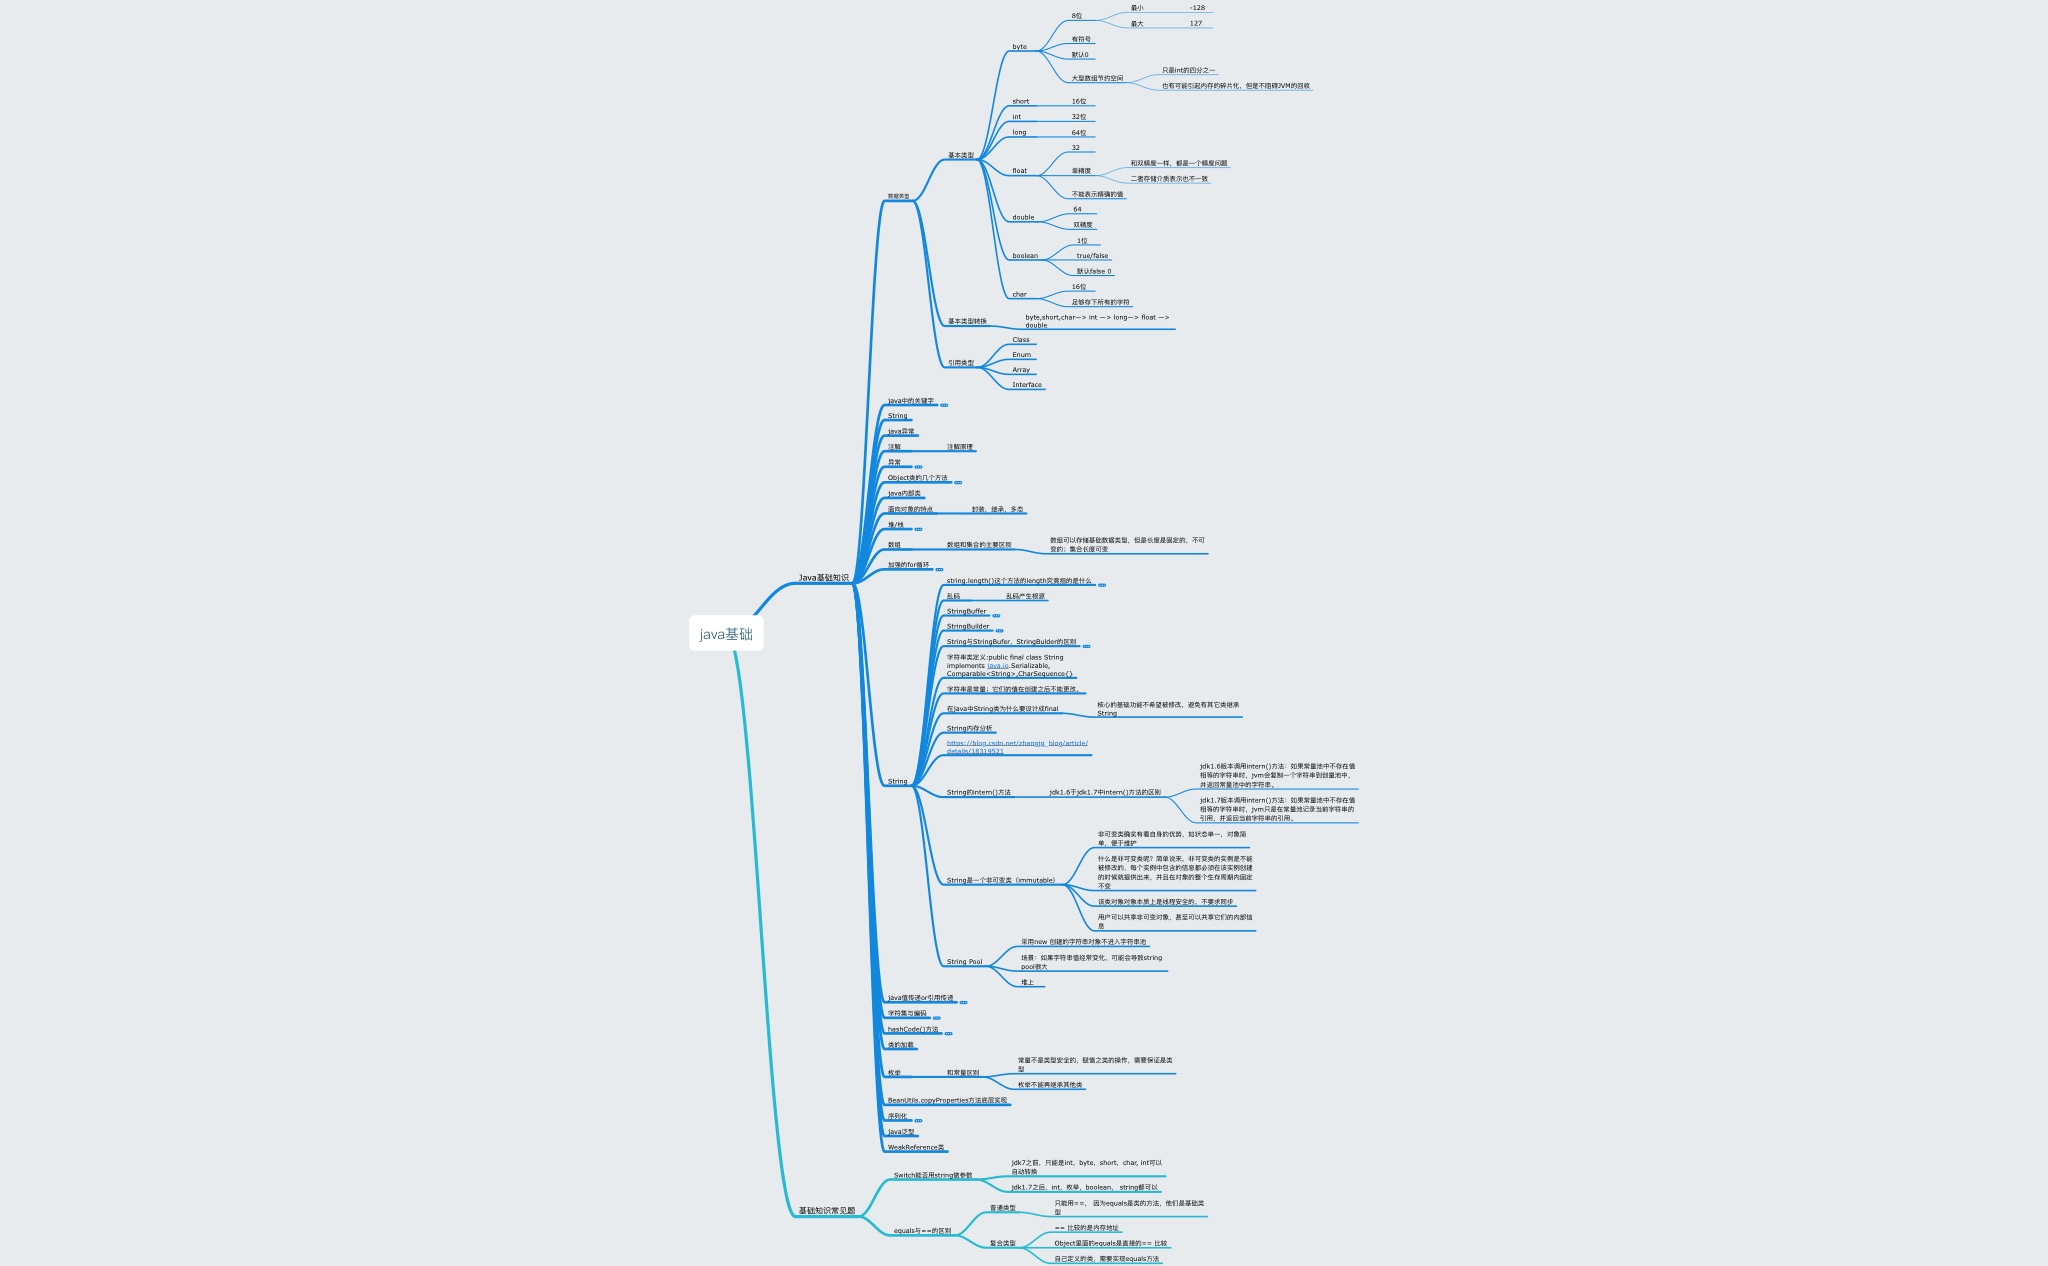 java基础
Java基础知识
数据类型
基本类型
byte
8位
最小
-128
最大
127
有符号
默认0
大型数组节约空间
只是int的四分之一
也有可能引起内存的碎片化，但是不阻碍JVM的回收
short
16位
int
32位
long
64位
float
32
单精度
和双精度一样，都是一个精度问题
二者存储介质表示也不一致
不能表示精确的值
double
64
双精度
boolean
1位
true/false
默认false 0
char
16位
足够存下所有的字符
基本类型转换
byte,short,char—> int —> long—> float —>
double
引用类型
Class
Enum
Array
Interface
java中的关键字
String
java异常
注解
注解原理
异常
Object类的几个方法
java内部类
面向对象的特点
封装，继承，多态
堆/栈
数组
数组和集合的主要区别
数组可以存储基础数据类型，但是长度是固定的，不可
变的；集合长度可变
加强的for循环
String
string.length()这个方法的length究竟指的是什么
乱码
乱码产生根源
StringBuffer
StringBuilder
String与StringBufer、StringBulder的区别
字符串类定义:public final class String
implements java.io.Serializable,
Comparable<String>,CharSequence{}
字符串是常量；它们的值在创建之后不能更改。
在Java中String类为什么要设计成final
核心的基础功能不希望被修改，避免有其它类继承
String
String内存分析
https://blog.csdn.net/zhangjg_blog/article/
details/18319521
String的intern()方法
jdk1.6于jdk1.7中intern()方法的区别
jdk1.6版本调用intern()方法：如果常量池中不存在值
相等的字符串时，jvm会复制一个字符串到创量池中，
并返回常量池中的字符串。
jdk1.7版本调用intern()方法：如果常量池中不存在值
相等的字符串时，jvm只是在常量池记录当前字符串的
引用，并返回当前字符串的引用。
String是一个非可变类（immutable）
非可变类确实有着自身的优势，如状态单一，对象简
单，便于维护
什么是非可变类呢？简单说来，非可变类的实例是不能
被修改的，每个实例中包含的信息都必须在该实例创建
的时候就提供出来，并且在对象的整个生存周期内固定
不变
该类对象对象本质上是线程安全的，不要求同步
用户可以共享非可变对象，甚至可以共享它们的内部信
息
String Pool
采用new 创建的字符串对象不进入字符串池
场景：如果字符串值经常变化，可能会导致string
pool很大
堆上
java值传递or引用传递
字符集与编码
hashCode()方法
类的加载
枚举
和常量区别
常量不是类型安全的，赋值之类的操作，需要保证是类
型
枚举不能再继承其他类
BeanUtils.copyProperties方法底层实现
序列化
java泛型
WeakReference类
基础知识常见题
Switch能否用string做参数
jdk7之前，只能是int、byte、short、char, int可以
自动转换
jdk1.7之后，int，枚举，boolean， string都可以
equals与==的区别
普通类型
只能用==， 因为equals是类的方法，他们是基础类
型
复合类型
== 比较的是内存地址
Object里面的equals是直接的== 比较
自己定义的类，需要实现equals方法